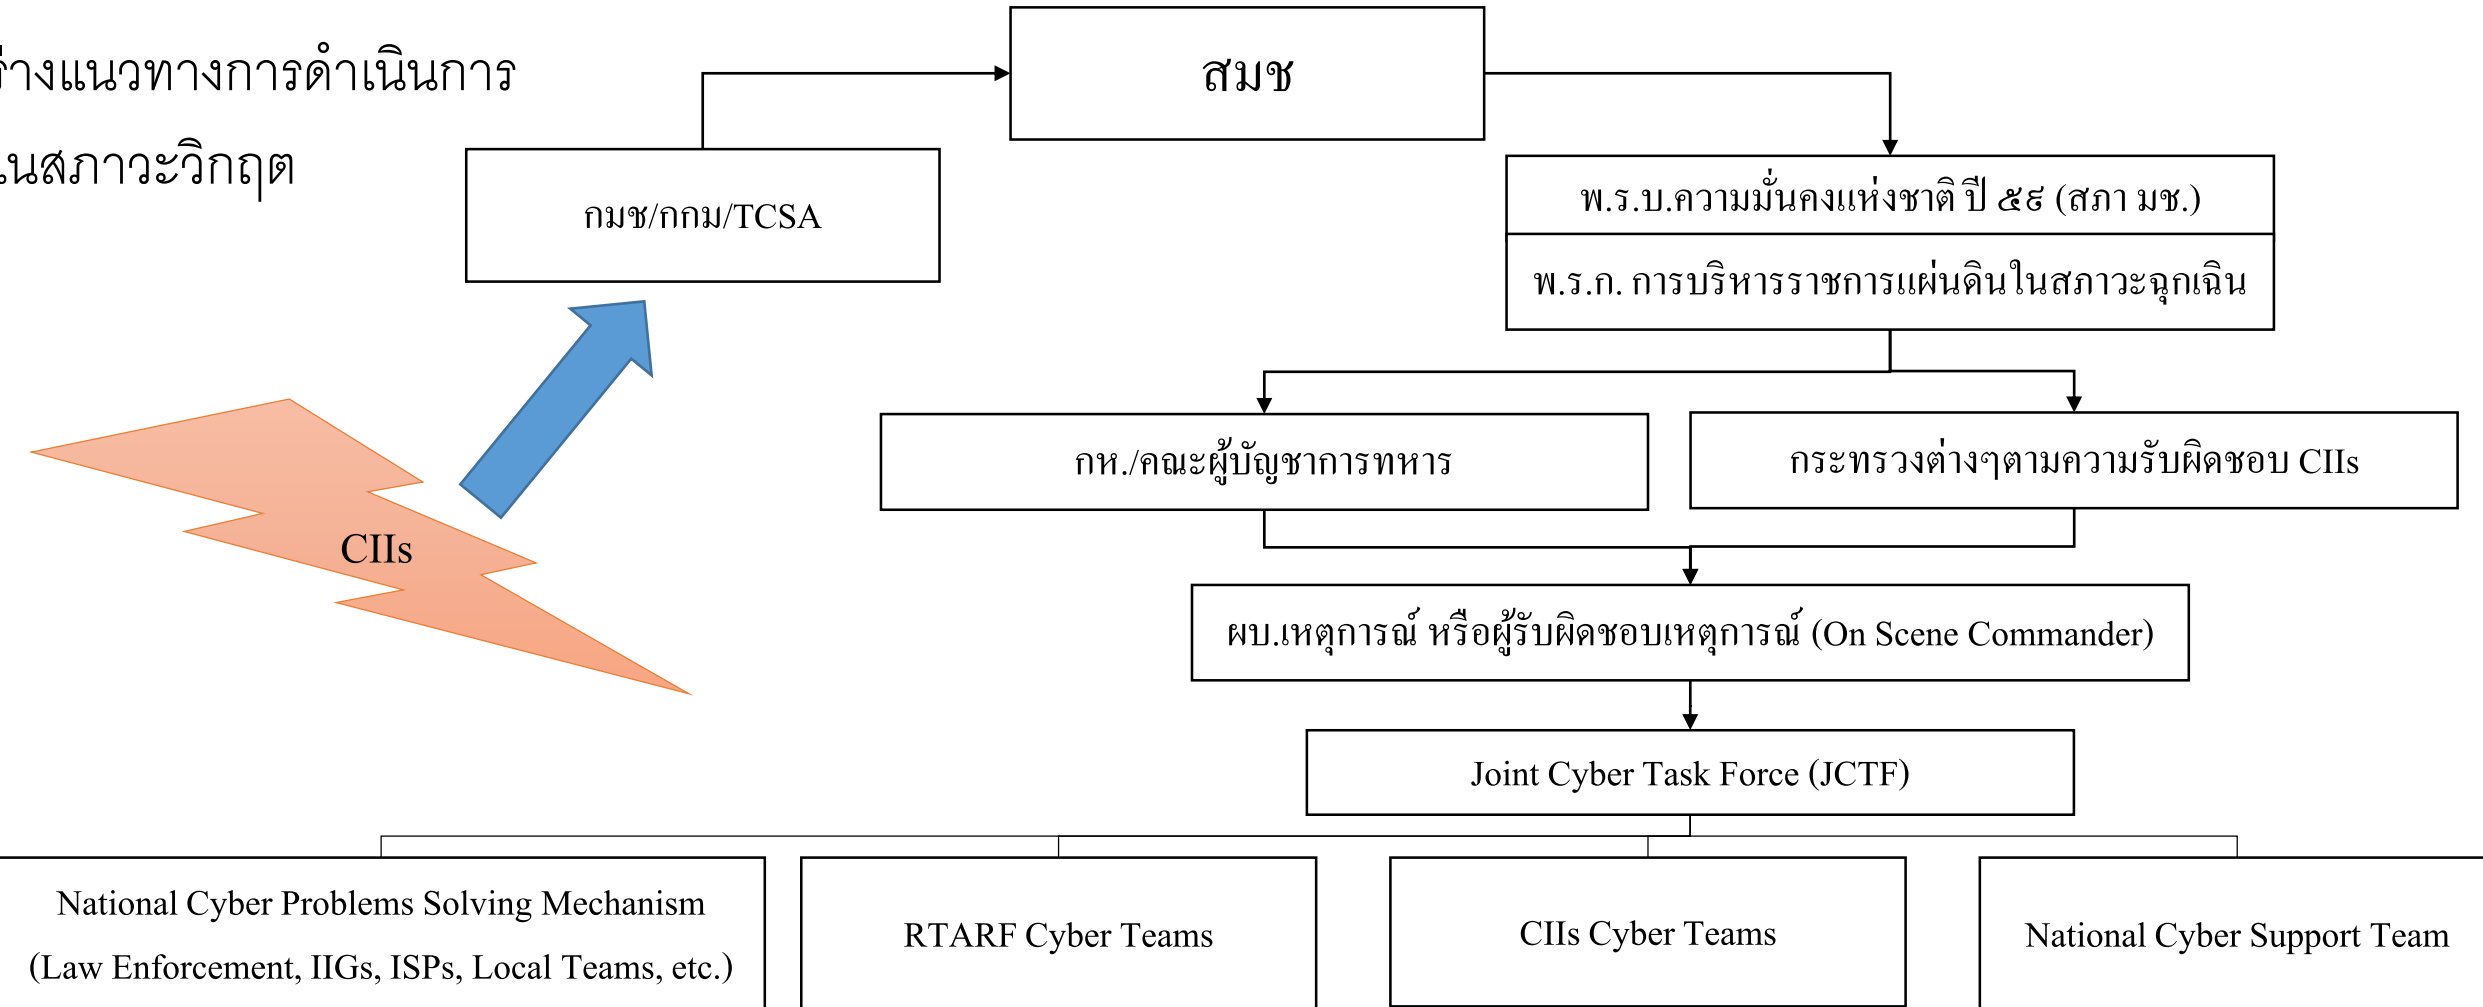 ร่างแนวทางการดำเนินการ
ในสภาวะวิกฤต
สมช
กมช/กกม/TCSA
พ.ร.บ.ความมั่นคงแห่งชาติ ปี ๕๙ (สภา มช.)
พ.ร.ก. การบริหารราชการแผ่นดินในสภาวะฉุกเฉิน
กห./คณะผู้บัญชาการทหาร
กระทรวงต่างๆตามความรับผิดชอบ CIIs
CIIs
ผบ.เหตุการณ์ หรือผู้รับผิดชอบเหตุการณ์ (On Scene Commander)
Joint Cyber Task Force (JCTF)
National Cyber Problems Solving Mechanism
(Law Enforcement, IIGs, ISPs, Local Teams, etc.)
RTARF Cyber Teams
CIIs Cyber Teams
National Cyber Support Team